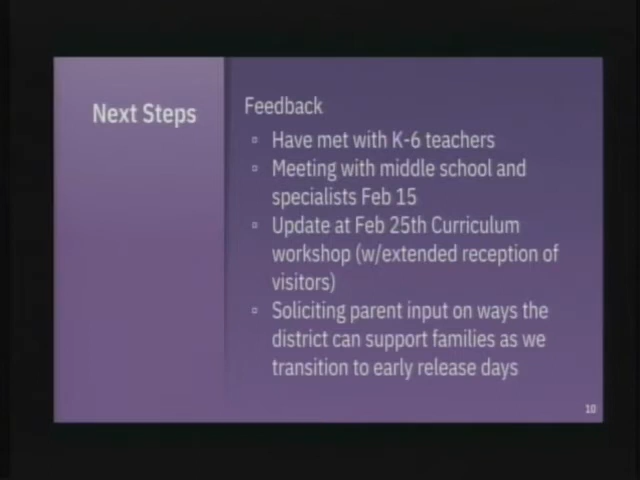 Next Steps
Feedback
▫ Have met with K-6 teachers
▫ Meeting with middle school and
specialists Feb 15
▫ Update at Feb 25th Curriculum
workshop (w/extended reception of
visitors)
▫ Soliciting parent input on ways the
district can support families as we
transition to early release days
10